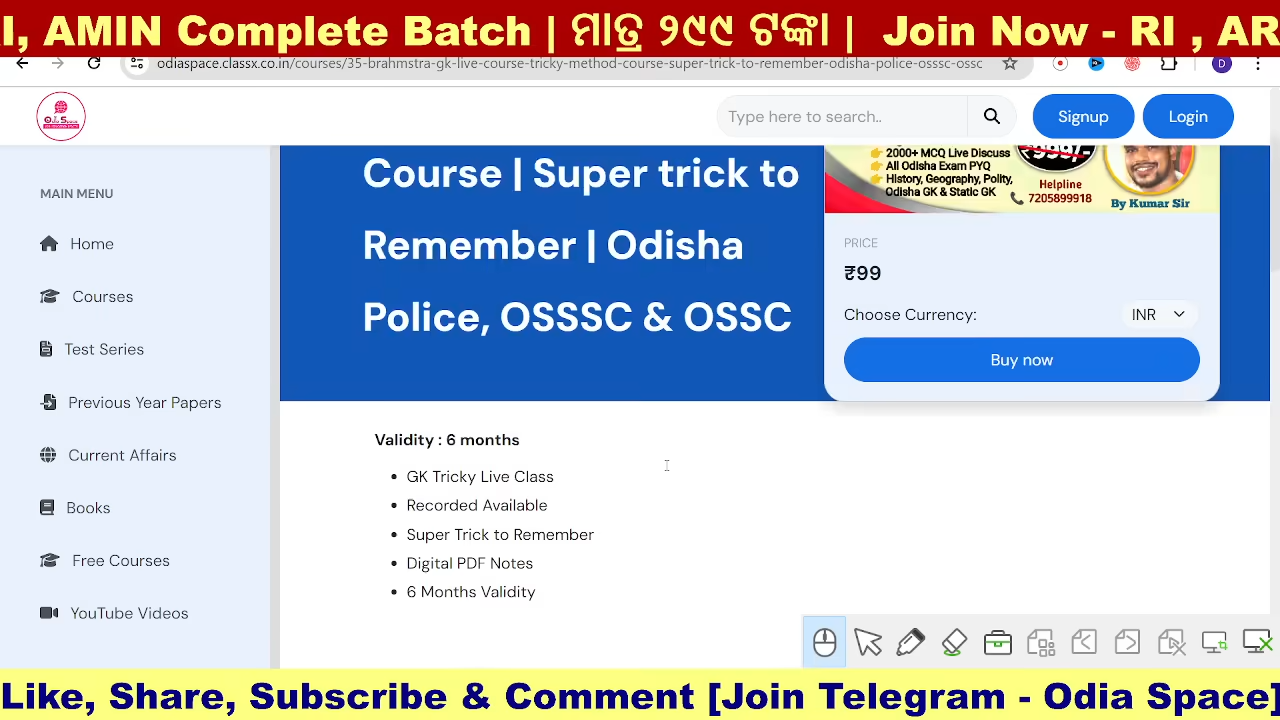 I, AMIN Complete Batch | ମାତ୍ର ୨୯୯ ଟଙ୍କା | Join Now - RI , AR
odiaspace.classx.co.in/courses/35-brahmstra-gk-live-course-tricky-method-course-super-trick-to-remember-odisha-police-osssc-ossc
D
Type here to search..
Signup
Login
MAIN MENU
Home
Courses
Test Series
Previous Year Papers
Current Affairs
Books
Free Courses
YouTube Videos
Course | Super trick to
Remember | Odisha
Police, OSSSC & OSSC
2000+ MCQ Live Discuss
All Odisha Exam PYQ
History, Geography, Polity,
Odisha GK & Static GK
Helpline
7205899918
By Kumar Sir
PRICE
₹99
Choose Currency:
INR
Buy now
Validity : 6 months
GK Tricky Live Class
Recorded Available
Super Trick to Remember
Digital PDF Notes
6 Months Validity
Like, Share, Subscribe & Comment [Join Telegram - Odia Space]